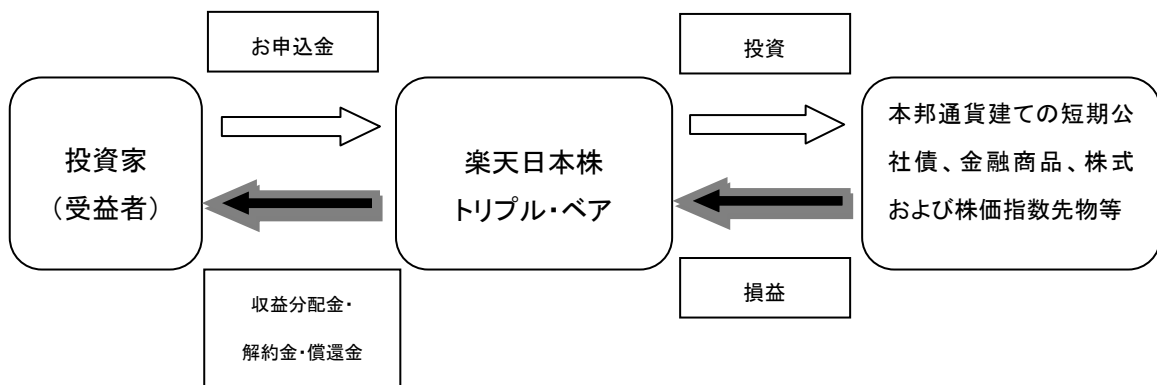 お申込金
投資
投資家
(受益者)
楽天日本株
トリプル・ベア
本邦通貨建ての短期公
社債、金融商品、株式
および株価指数先物等
収益分配金・
解約金・償還金
損益